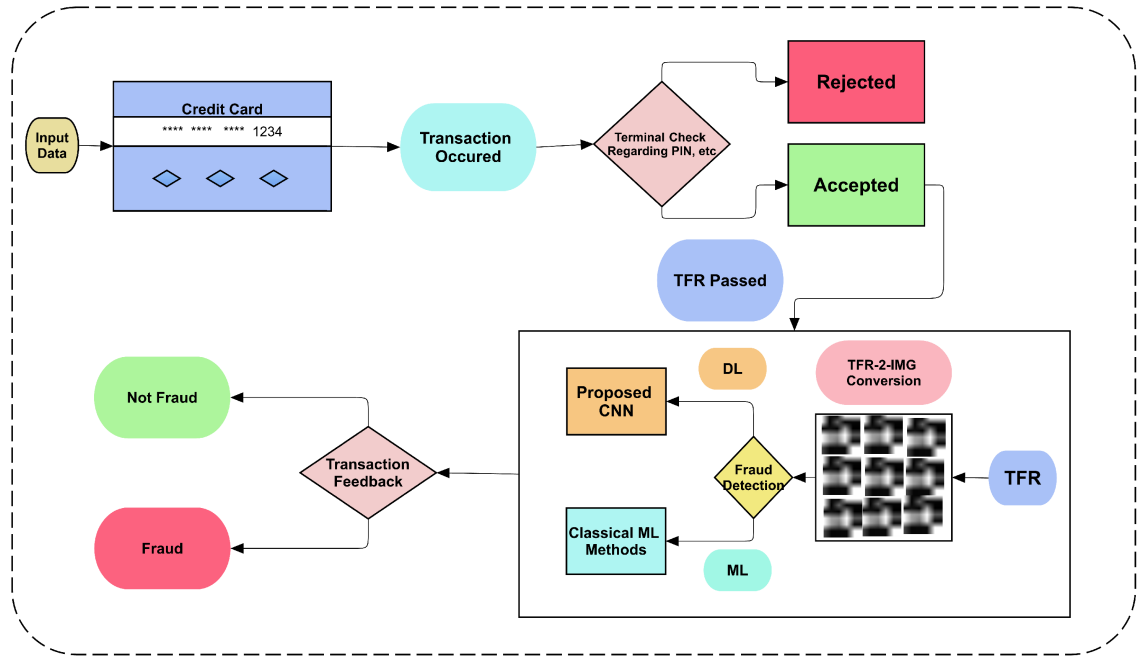 Input
Data
Credit Card
**** **** **** 1234
Transaction
Occured
Terminal Check
Regarding PIN, etc
Rejected
Accepted
TFR Passed
TFR-2-IMG
Conversion
TFR
DL
Proposed
CNN
Fraud
Detection
Classical ML
Methods
ML
Transaction
Feedback
Not Fraud
Fraud